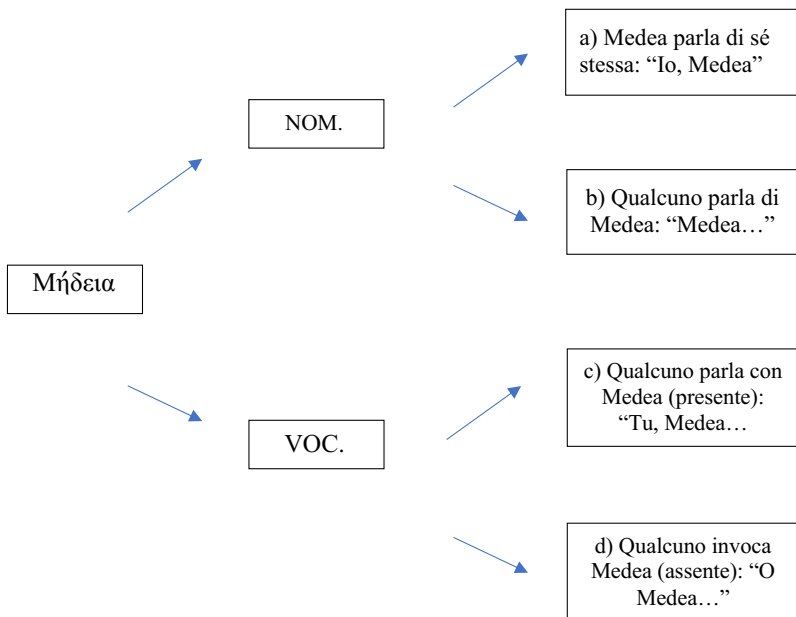 a) Medea parla di sé
stessa: “Io, Medea”
NOM.
b) Qualcuno parla di
Medea: “Medea…”
Μήδεια
c) Qualcuno parla con
Medea (presente):
“Tu, Medea…
VOC.
d) Qualcuno invoca
Medea (assente): “O
Medea…”